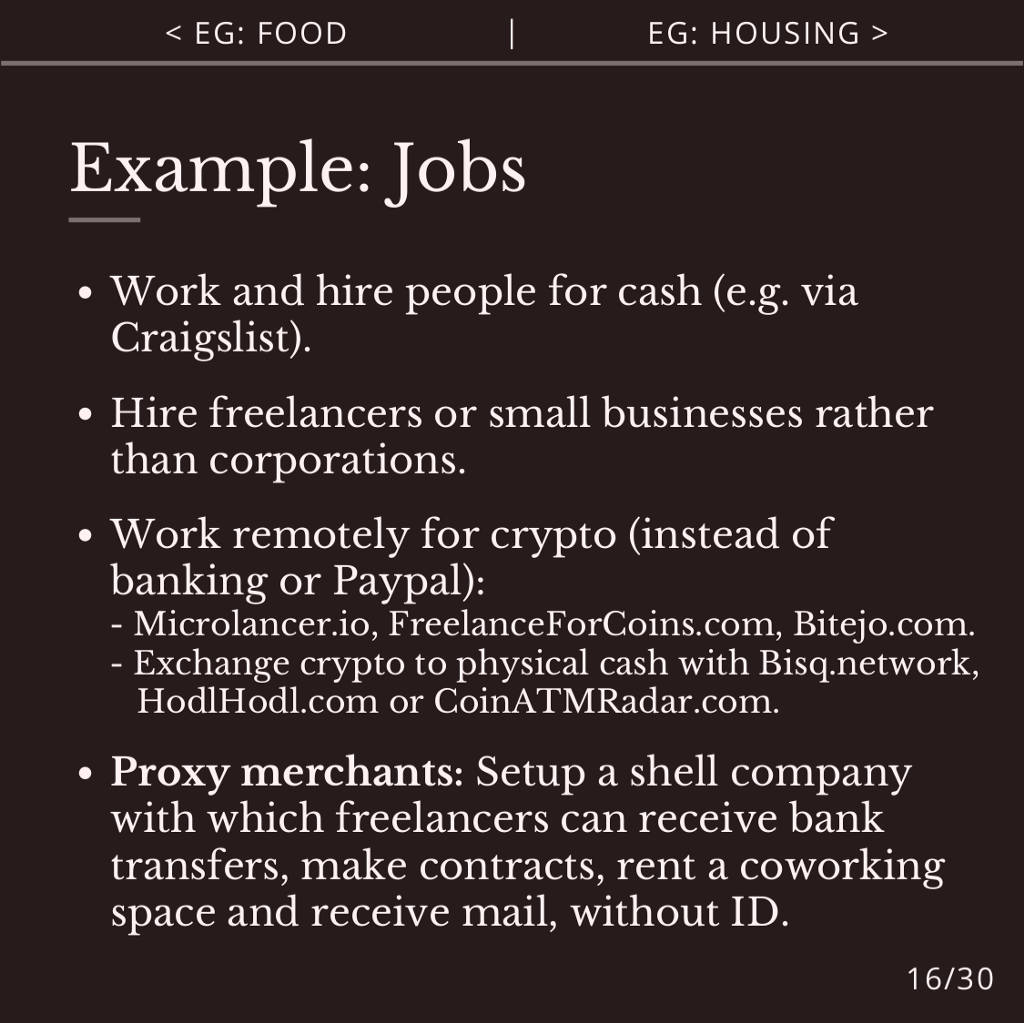 < EG: FOOD | EG: HOUSING >
Example: Jobs
• Work and hire people for cash (e.g. via
Craigslist).
• Hire freelancers or small businesses rather
than corporations.
• Work remotely for crypto (instead of
banking or Paypal):
- Microlancer.io, FreelanceForCoins.com, Bitejo.com.
- Exchange crypto to physical cash with Bisq.network,
HodlHodl.com or CoinATMRadar.com.
• Proxy merchants: Setup a shell company
with which freelancers can receive bank
transfers, make contracts, rent a coworking
space and receive mail, without ID.
16/30